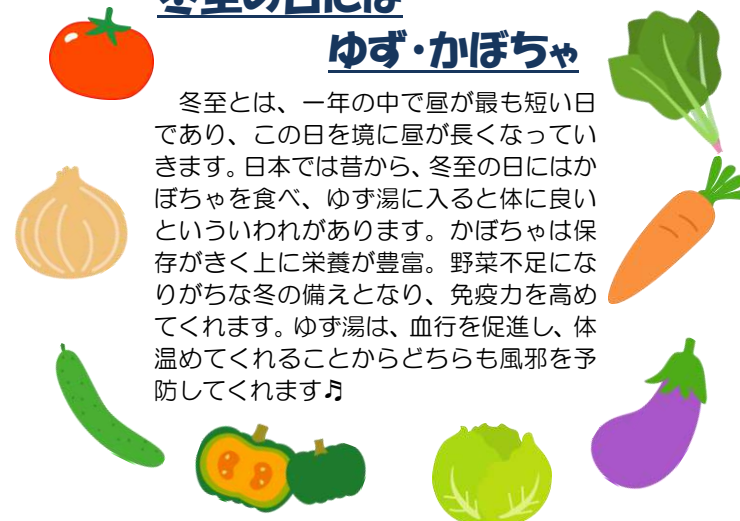 冬至の日には
ゆず・かぼちゃ
　冬至とは、一年の中で昼が最も短い日
であり、この日を境に昼が長くなってい
きます。日本では昔から、冬至の日にはか
ぼちゃを食べ、ゆず湯に入ると体に良い
といういわれがあります。かぼちゃは保
存がきく上に栄養が豊富。野菜不足にな
りがちな冬の備えとなり、免疫力を高め
てくれます。ゆず湯は、血行を促進し、体
温めてくれることからどちらも風邪を予
防してくれます♬